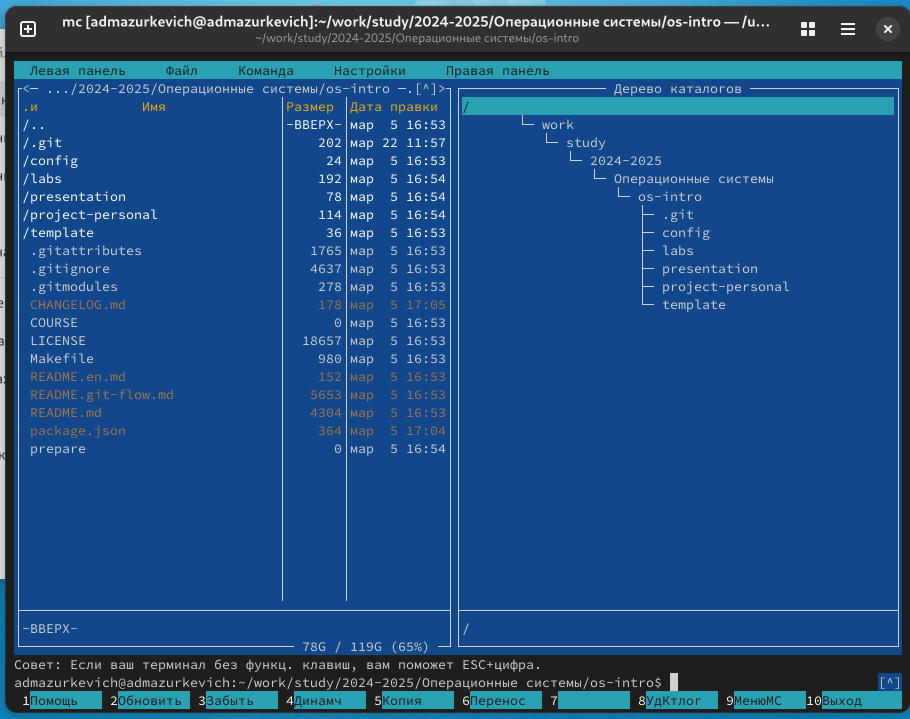 mc [admazurkevich@admazurkevich]:~/work/study/2024-2025/Операционные системы/os-intro — /u...
~/work/study/2024-2025/Операционные системы/os-intro
Левая панель Файл Команда Настройки Правая панель
<— .../2024-2025/Операционные системы/os-intro —.[^]>
.и Имя Размер Дата правки
/.. -ВВЕРХ- мар 5 16:53
/.git 202 мар 22 11:57
/config 24 мар 5 16:53
/labs 192 мар 5 16:54
/presentation 78 мар 5 16:54
/project-personal 114 мар 5 16:54
/template 36 мар 5 16:53
.gitattributes 1765 мар 5 16:53
.gitignore 4637 мар 5 16:53
.gitmodules 278 мар 5 16:53
CHANGELOG.md 178 мар 5 17:05
COURSE 0 мар 5 16:53
LICENSE 18657 мар 5 16:53
Makefile 980 мар 5 16:53
README.en.md 152 мар 5 16:53
README.git-flow.md 5653 мар 5 16:53
README.md 4304 мар 5 16:53
package.json 364 мар 5 17:04
prepare 0 мар 5 16:54
-ВВЕРХ-
78G / 119G (65%)
Дерево каталогов
/
work
study
2024-2025
Операционные системы
os-intro
.git
config
labs
presentation
project-personal
template
/
Совет: Если ваш терминал без функц. клавиш, вам поможет ESC+цифра.
admazurkevich@admazurkevich:~/work/study/2024-2025/Операционные системы/os-intro$ [^]
1Помощь 2Обновить 3Забыть 4Динамч 5Копия 6Перенос 7 8УдКтлог 9МенюМС 10Выход